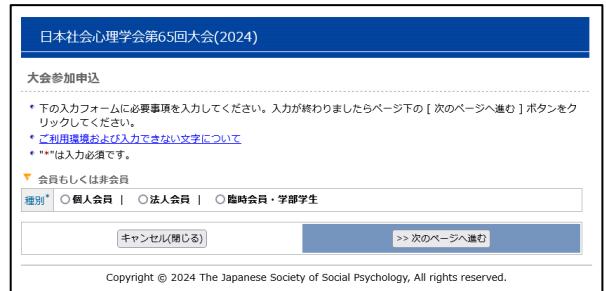 日本社会心理学会第65回大会(2024)
大会参加申込
下の入力フォームに必要事項を入力してください。入力が終わりましたらページ下の [ 次のページへ進む ] ボタンをク
リックしてください。
ご利用環境および入力できない文字について
"*"は入力必須です。
会員もしくは非会員
種別* 個人会員 | 法人会員 | 臨時会員・学部学生
キャンセル(閉じる) >> 次のページへ進む
Copyright © 2024 The Japanese Society of Social Psychology, All rights reserved.